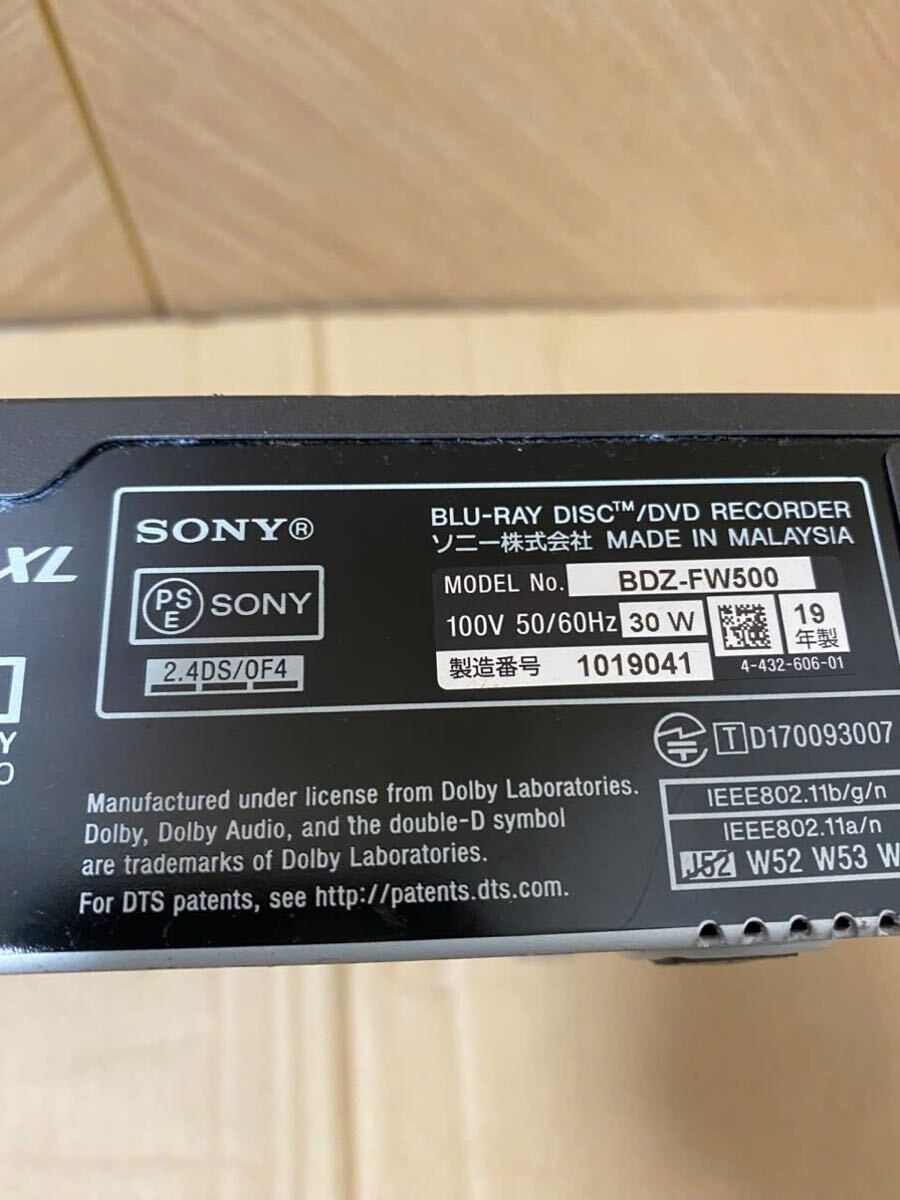 XL
Y
O
SONY®
PS
E
SONY
2.4DS/OF4
BLU-RAY DISC™/DVD RECORDER
ソニー株式会社 MADE IN MALAYSIA
MODEL No. BDZ-FW500
100V 50/60Hz 30 W
19
年製
製造番号 1019041
4-432-606-01
T D170093007
IEEE802.11b/g/n
IEEE802.11a/n
J52 W52 W53 W
Manufactured under license from Dolby Laboratories.
Dolby, Dolby Audio, and the double-D symbol
are trademarks of Dolby Laboratories.
For DTS patents, see http://patents.dts.com.